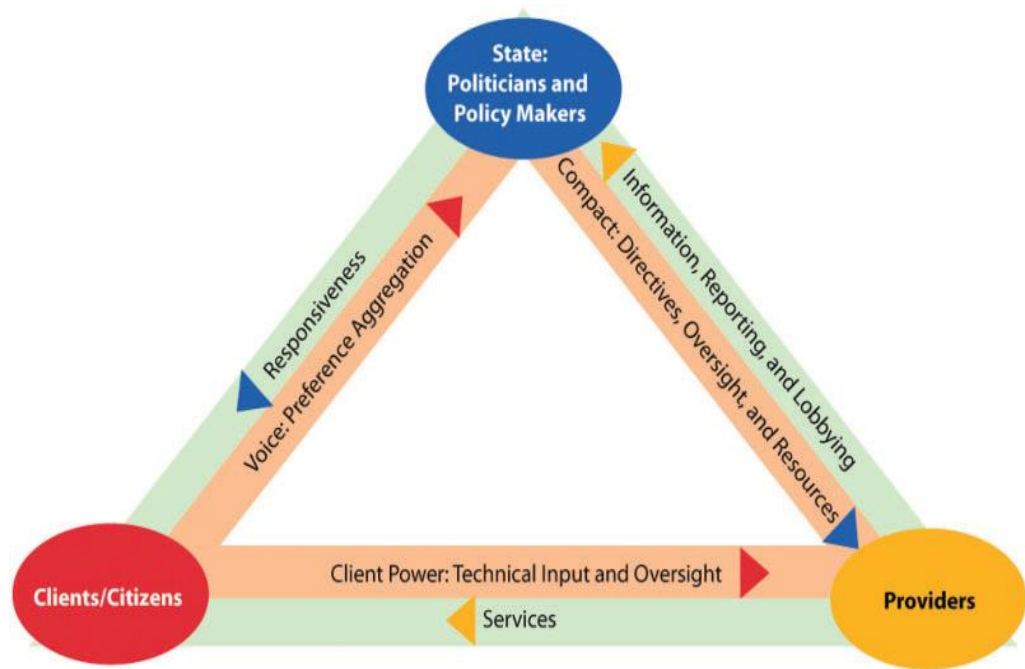 State:
Politicians and
Policy Makers
Responsiveness
Voice: Preference Aggregation
Compact: Directives, Oversight, and Resources
Information, Reporting, and Lobbying
Clients/Citizens
Client Power: Technical Input and Oversight
Services
Providers